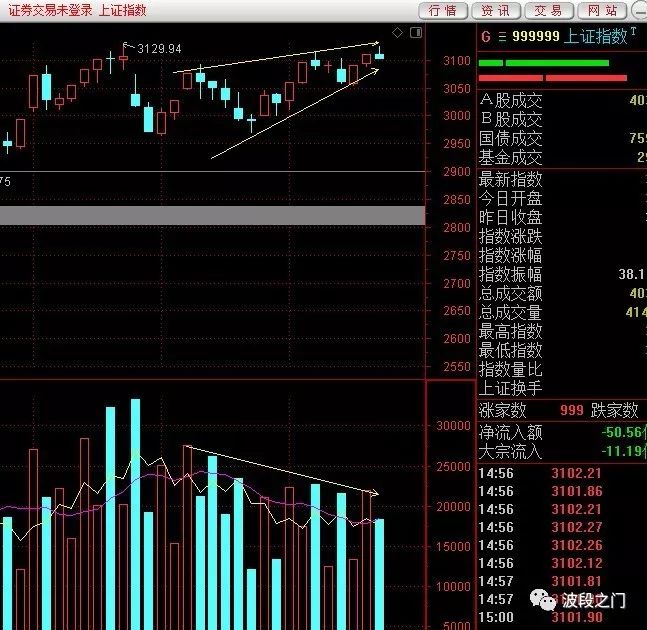 证券交易未登录 上证指数
行情 资讯 交易 网站
G 999999 上证指数
3129.94
3100
3050
3000
2950
2900
2850
2800
2750
2700
2650
2600
2550
75
30000
25000
20000
15000
10000
5000
A股成交 40
B股成交
国债成交 759
基金成交 29
最新指数
今日开盘
昨日收盘
指数涨跌
指数涨幅
指数振幅 38.1
总成交额 40
总成交量 414
最高指数
最低指数
指数量比
上证换手
涨家数 999 跌家数
净流入额 -50.56
大宗流入 -11.19
14:56 3102.21
14:56 3101.86
14:56 3102.21
14:56 3102.27
14:56 3102.26
14:56 3102.12
14:57 3101.81
14:57
15:00 3101.90
波段之门